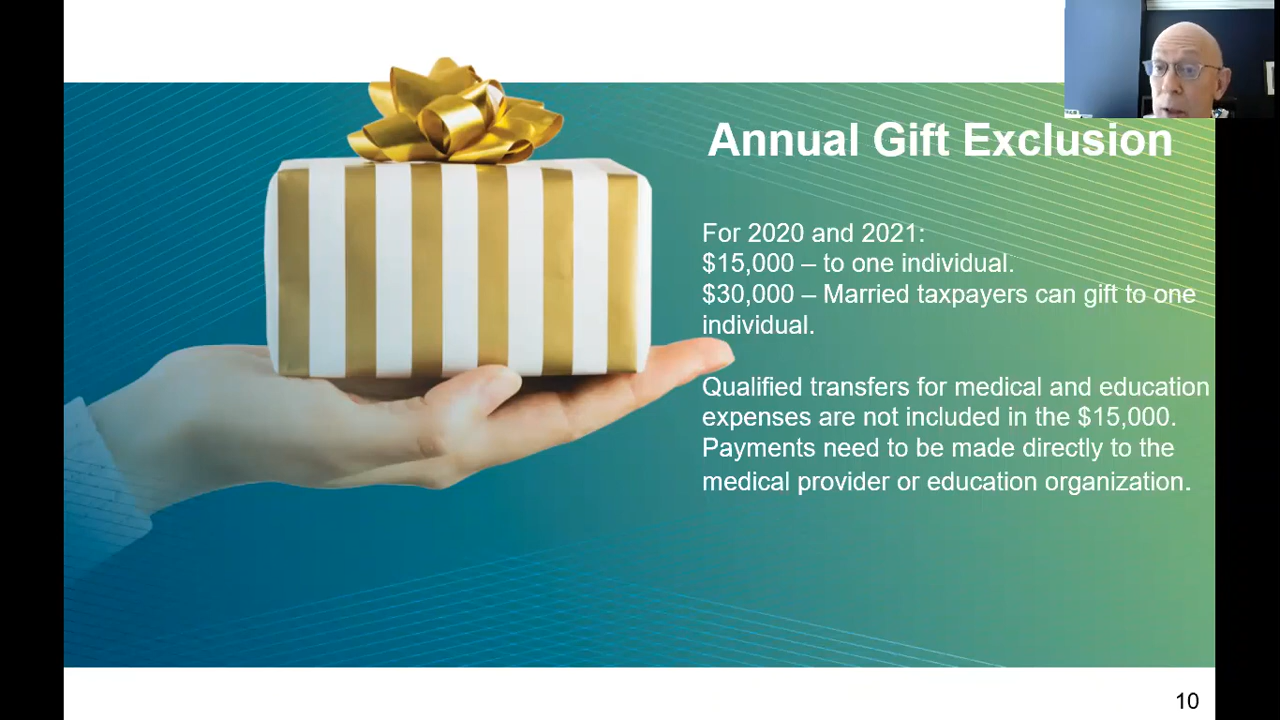 Annual Gift Exclusion
For 2020 and 2021:
$15,000 – to one individual.
$30,000 – Married taxpayers can gift to one
individual.
Qualified transfers for medical and education
expenses are not included in the $15,000.
Payments need to be made directly to the
medical provider or education organization.
10